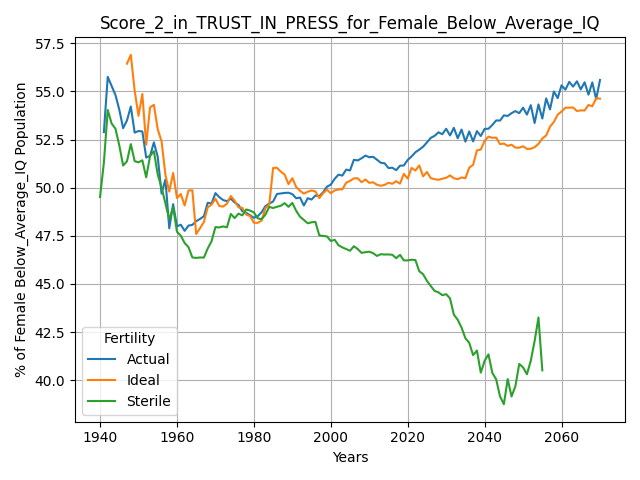 Score_2_in_TRUST_IN_PRESS_for_Female_Below_Average_IQ
% of Female Below_Average_IQ Population
57.5
55.0
52.5
50.0
47.5
45.0
42.5
40.0
Fertility
Actual
Ideal
Sterile
1940
1960
1980
2000
2020
2040
2060
Years